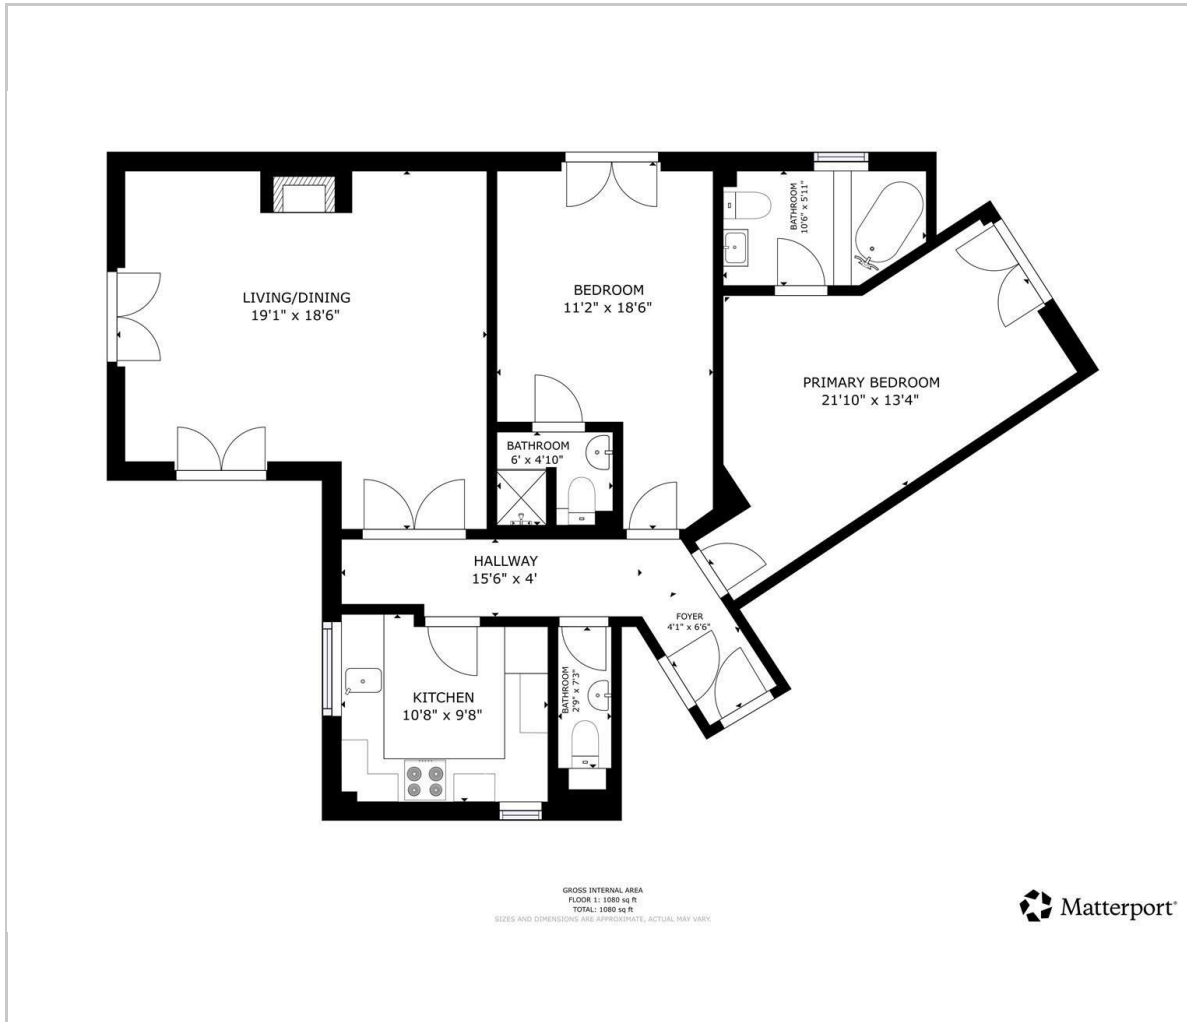 LIVING/DINING
19'1" x 18'6"
BEDROOM
11'2" x 18'6"
BATHROOM
10'6" x 5'11"
PRIMARY BEDROOM
21'10" x 13'4"
BATHROOM
6' x 4'10"
HALLWAY
15'6" x 4'
FOYER
4'1" x 6'6"
KITCHEN
10'8" x 9'8"
BATHROOM
2'9" x 7'3"
GROSS INTERNAL AREA
FLOOR 1: 1080 sq ft
TOTAL: 1080 sq ft
SIZES AND DIMENSIONS ARE APPROXIMATE, ACTUAL MAY VARY.
Matterport